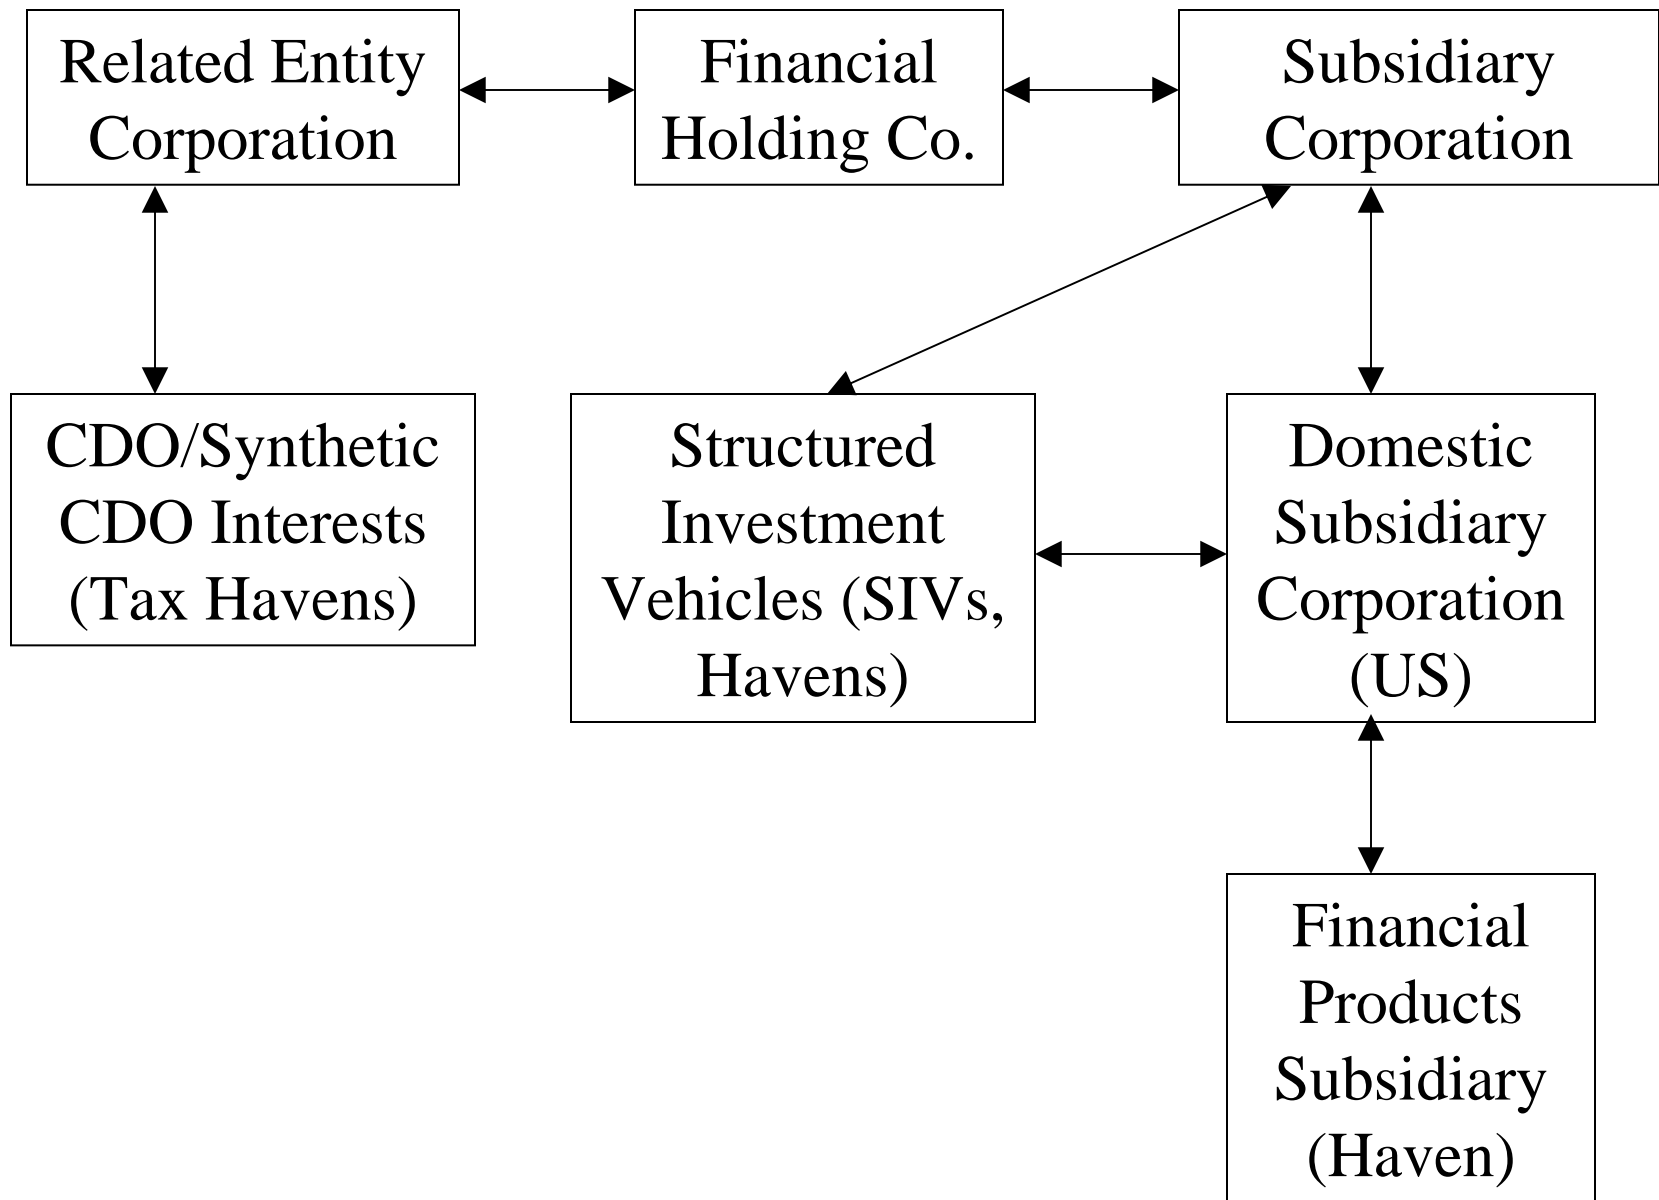 Related Entity
Corporation
Financial
Holding Co.
Subsidiary
Corporation
CDO/Synthetic
CDO Interests
(Tax Havens)
Structured
Investment
Vehicles (SIVs,
Havens)
Domestic
Subsidiary
Corporation
(US)
Financial
Products
Subsidiary
(Haven)